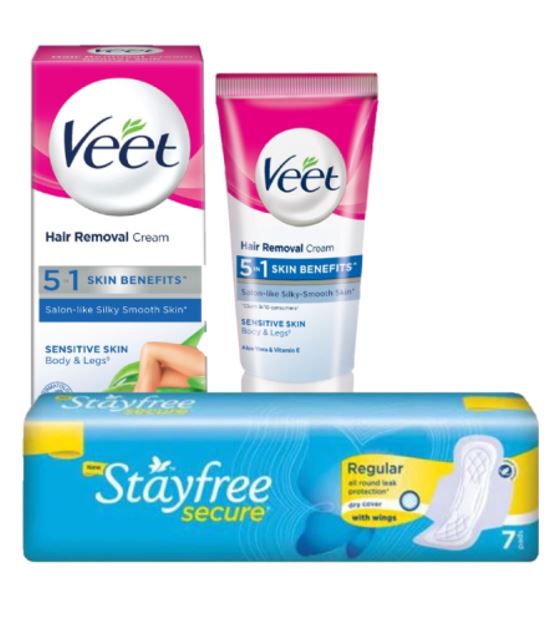 Veet
Veet
Hair Removal Cream
5 IN 1 SKIN BENEFITS
Salon-like Silky Smooth Skin*
SENSITIVE SKIN
Body & Legs
Veet
Hair Removal Cream
5 IN 1 SKIN BENEFITS
Salon-like Silky-Smooth Skin*
SENSITIVE SKIN
Body & Legs
Aloe Vera & Vitamin E
Stayfree
secure
New
Stayfree
secure
Regular
all round leak
protection*
dry cover
with wings
7 pads